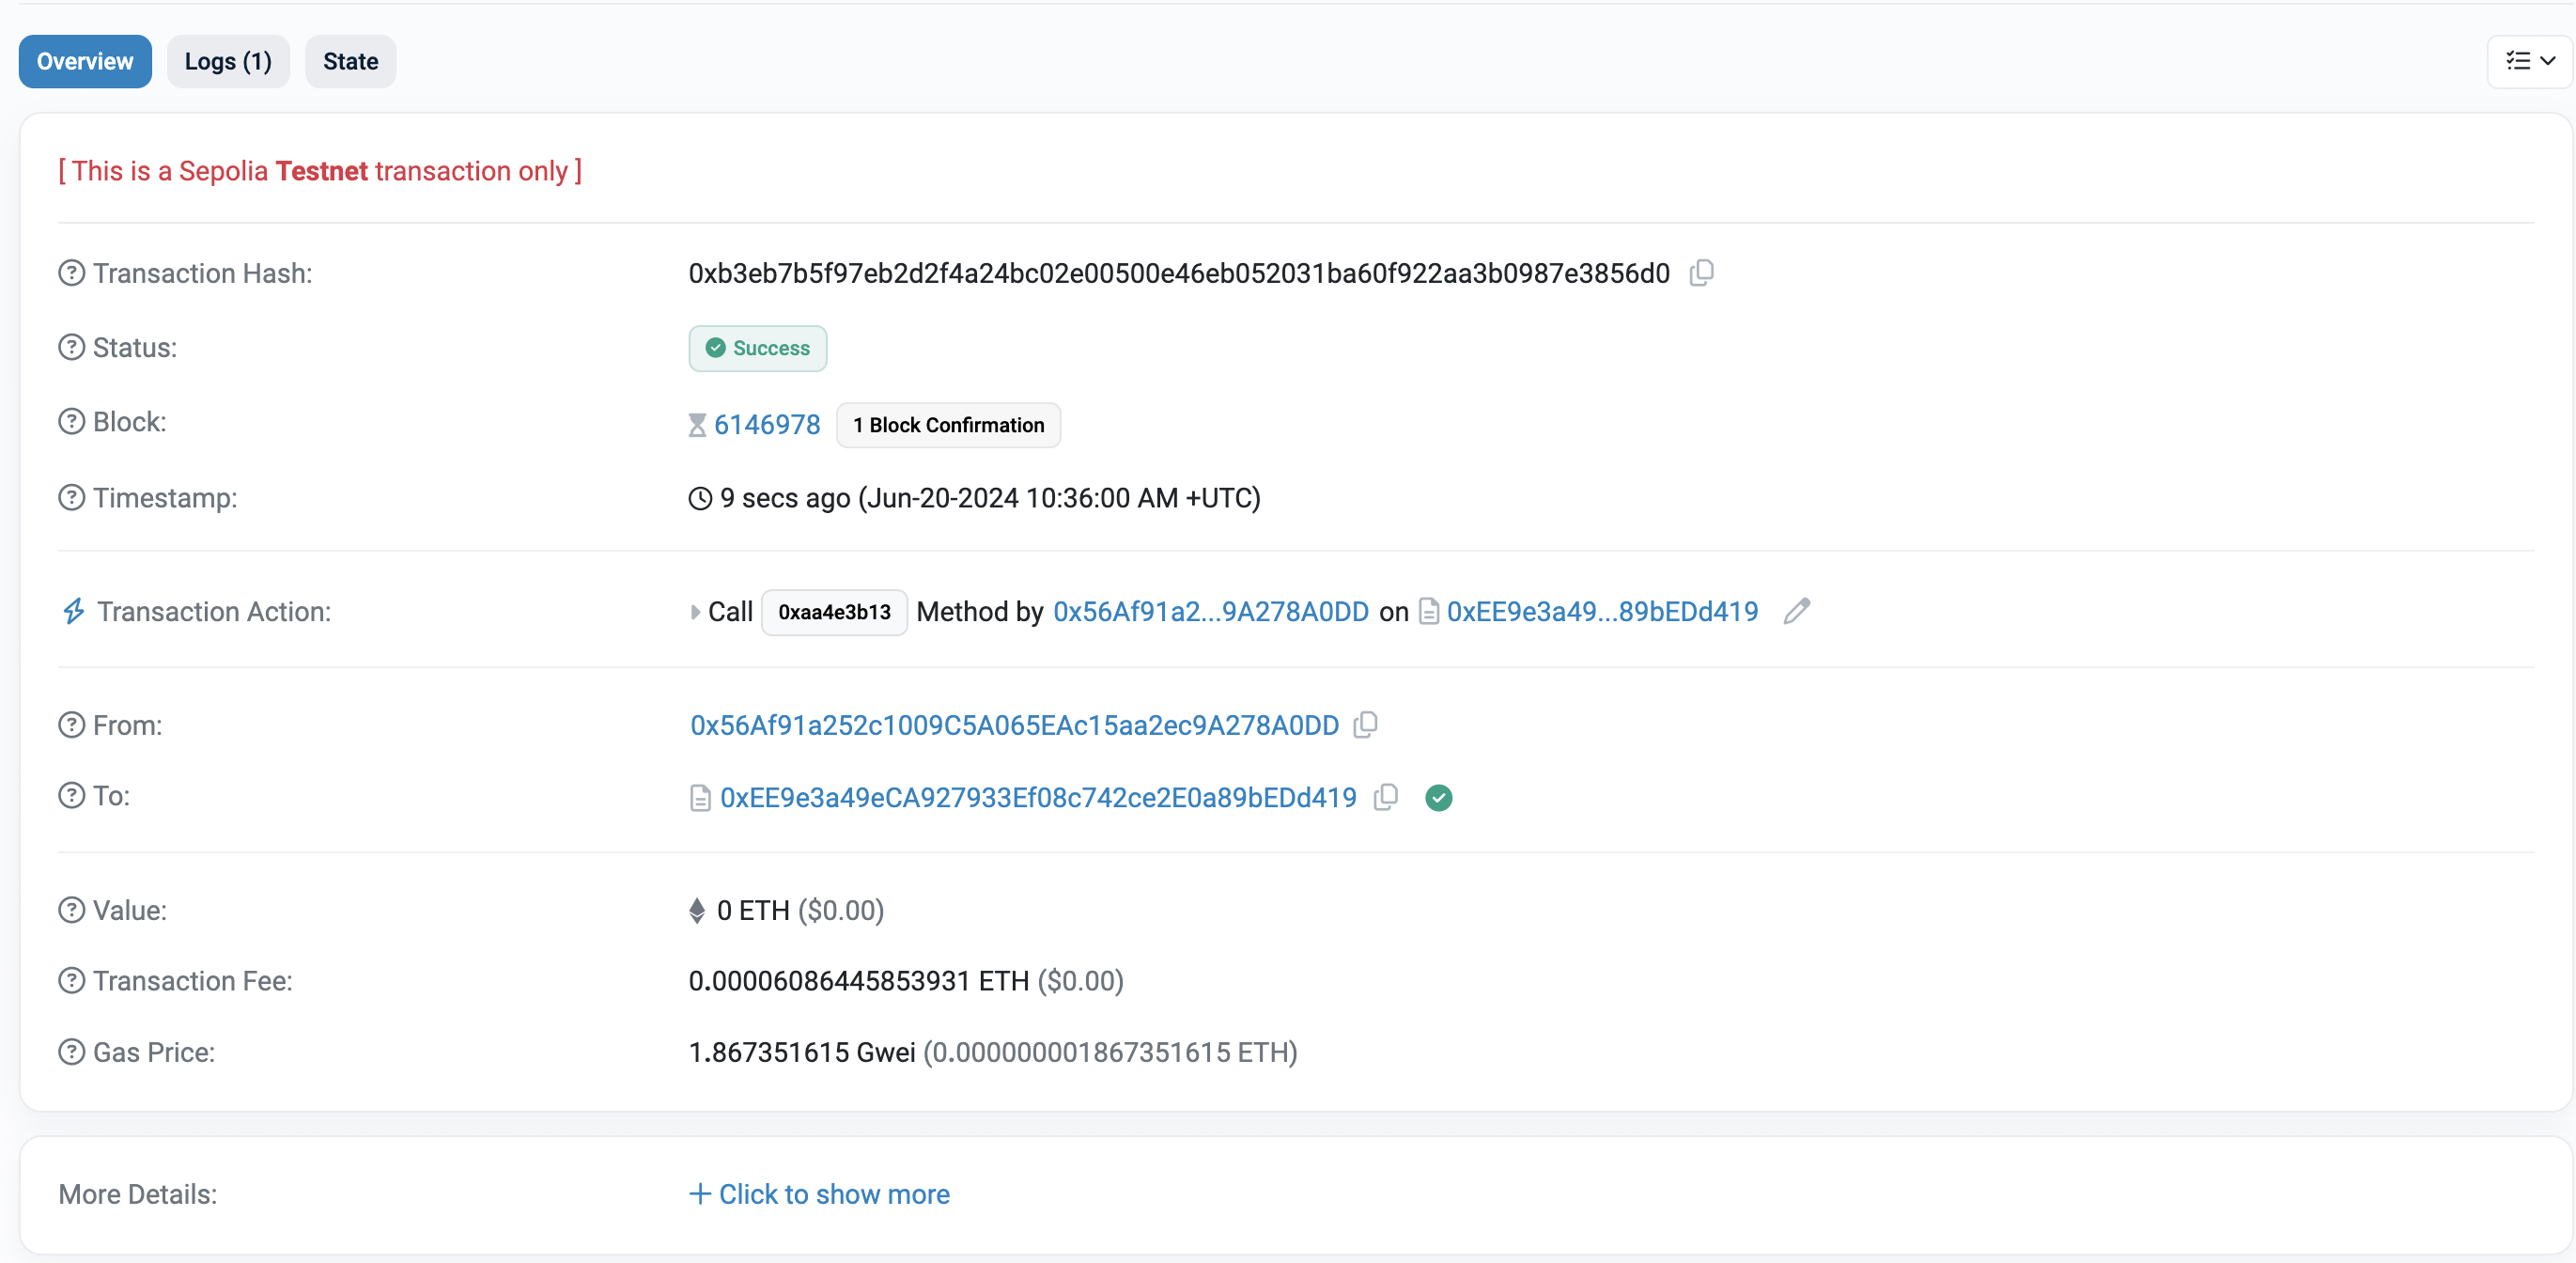 Overview Logs (1) State
[ This is a Sepolia Testnet transaction only ]
Transaction Hash: 0xb3eb7b5f97eb2d2f4a24bc02e00500e46eb052031ba60f922aa3b0987e3856d0
Status: Success
Block: 6146978 1 Block Confirmation
Timestamp: 9 secs ago (Jun-20-2024 10:36:00 AM +UTC)
Transaction Action: Call 0xaa4e3b13 Method by 0x56Af91a2...9A278A0DD on 0xEE9e3a49...89bEDd419
From: 0x56Af91a252c1009C5A065EAc15aa2ec9A278A0DD
To: 0xEE9e3a49eCA927933Ef08c742ce2E0a89bEDd419
Value: 0 ETH ($0.00)
Transaction Fee: 0.00006086445853931 ETH ($0.00)
Gas Price: 1.867351615 Gwei (0.000000001867351615 ETH)
More Details: + Click to show more